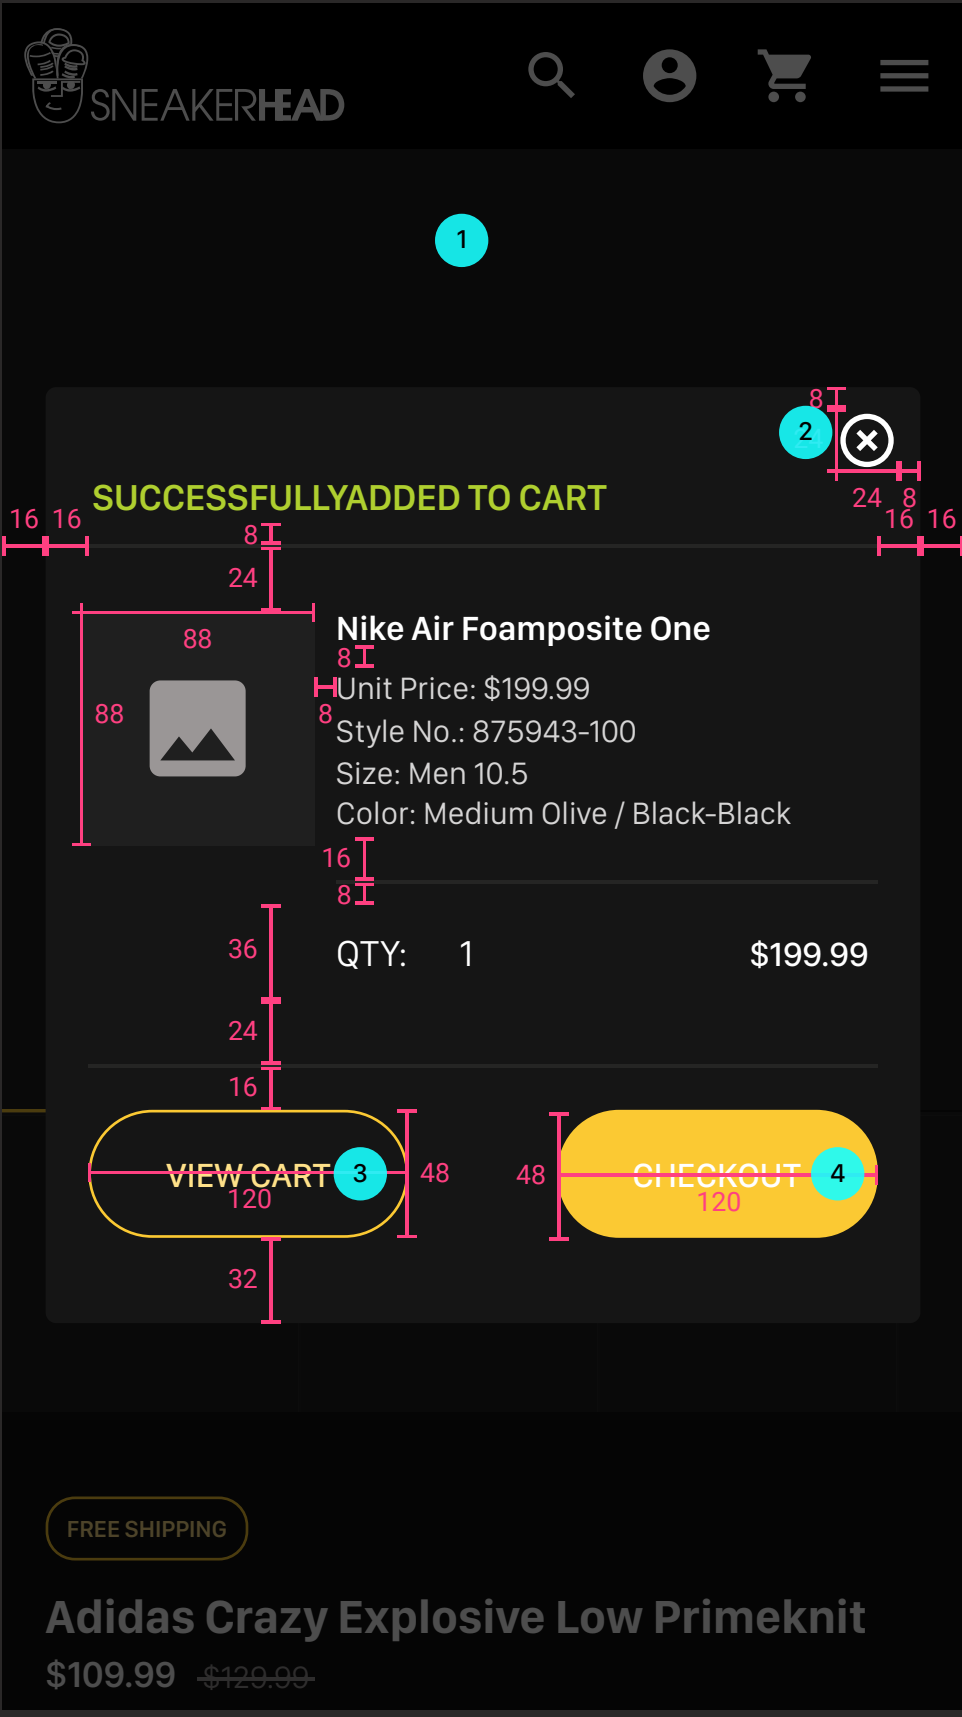 SNEAKERHEAD
1
8
2
24
SUCCESSFULLYADDED TO CART
24 8
16 16
16 16
8
24
88
88
Nike Air Foamposite One
8
Unit Price: $199.99
8
Style No.: 875943-100
Size: Men 10.5
Color: Medium Olive / Black-Black
16
8
36
QTY: 1 $199.99
24
16
VIEW CART 3
48
120
48
CHECKOUT 4
120
32
FREE SHIPPING
Adidas Crazy Explosive Low Primeknit
$109.99 $129.99